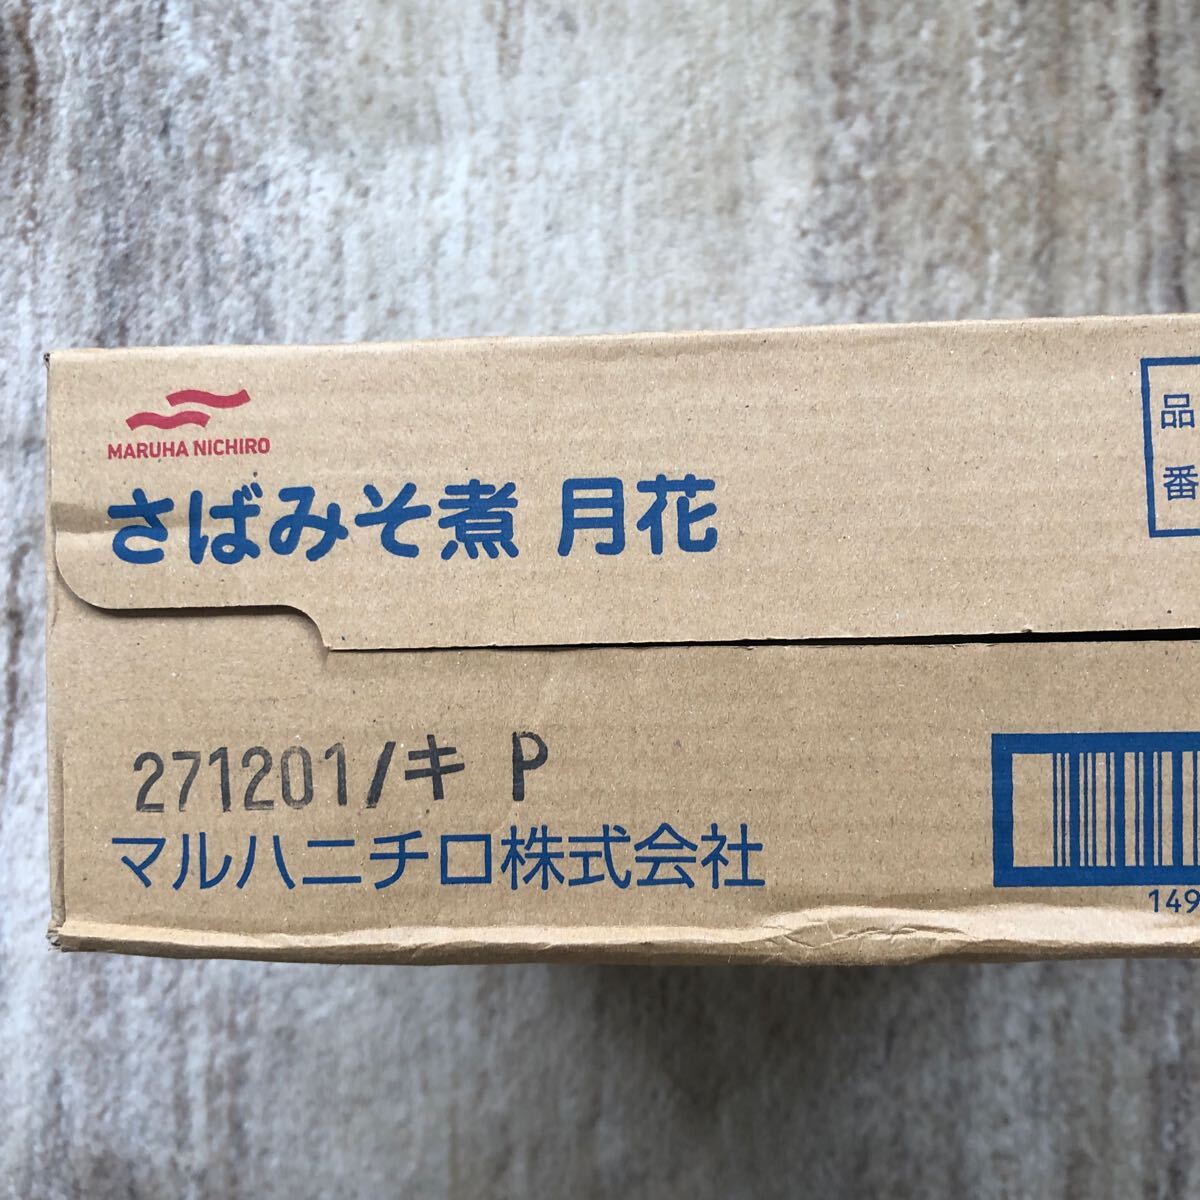 MARUHA NICHIRO
さばみそ煮 月花
品
番
271201/キ P
マルハニチロ株式会社
149